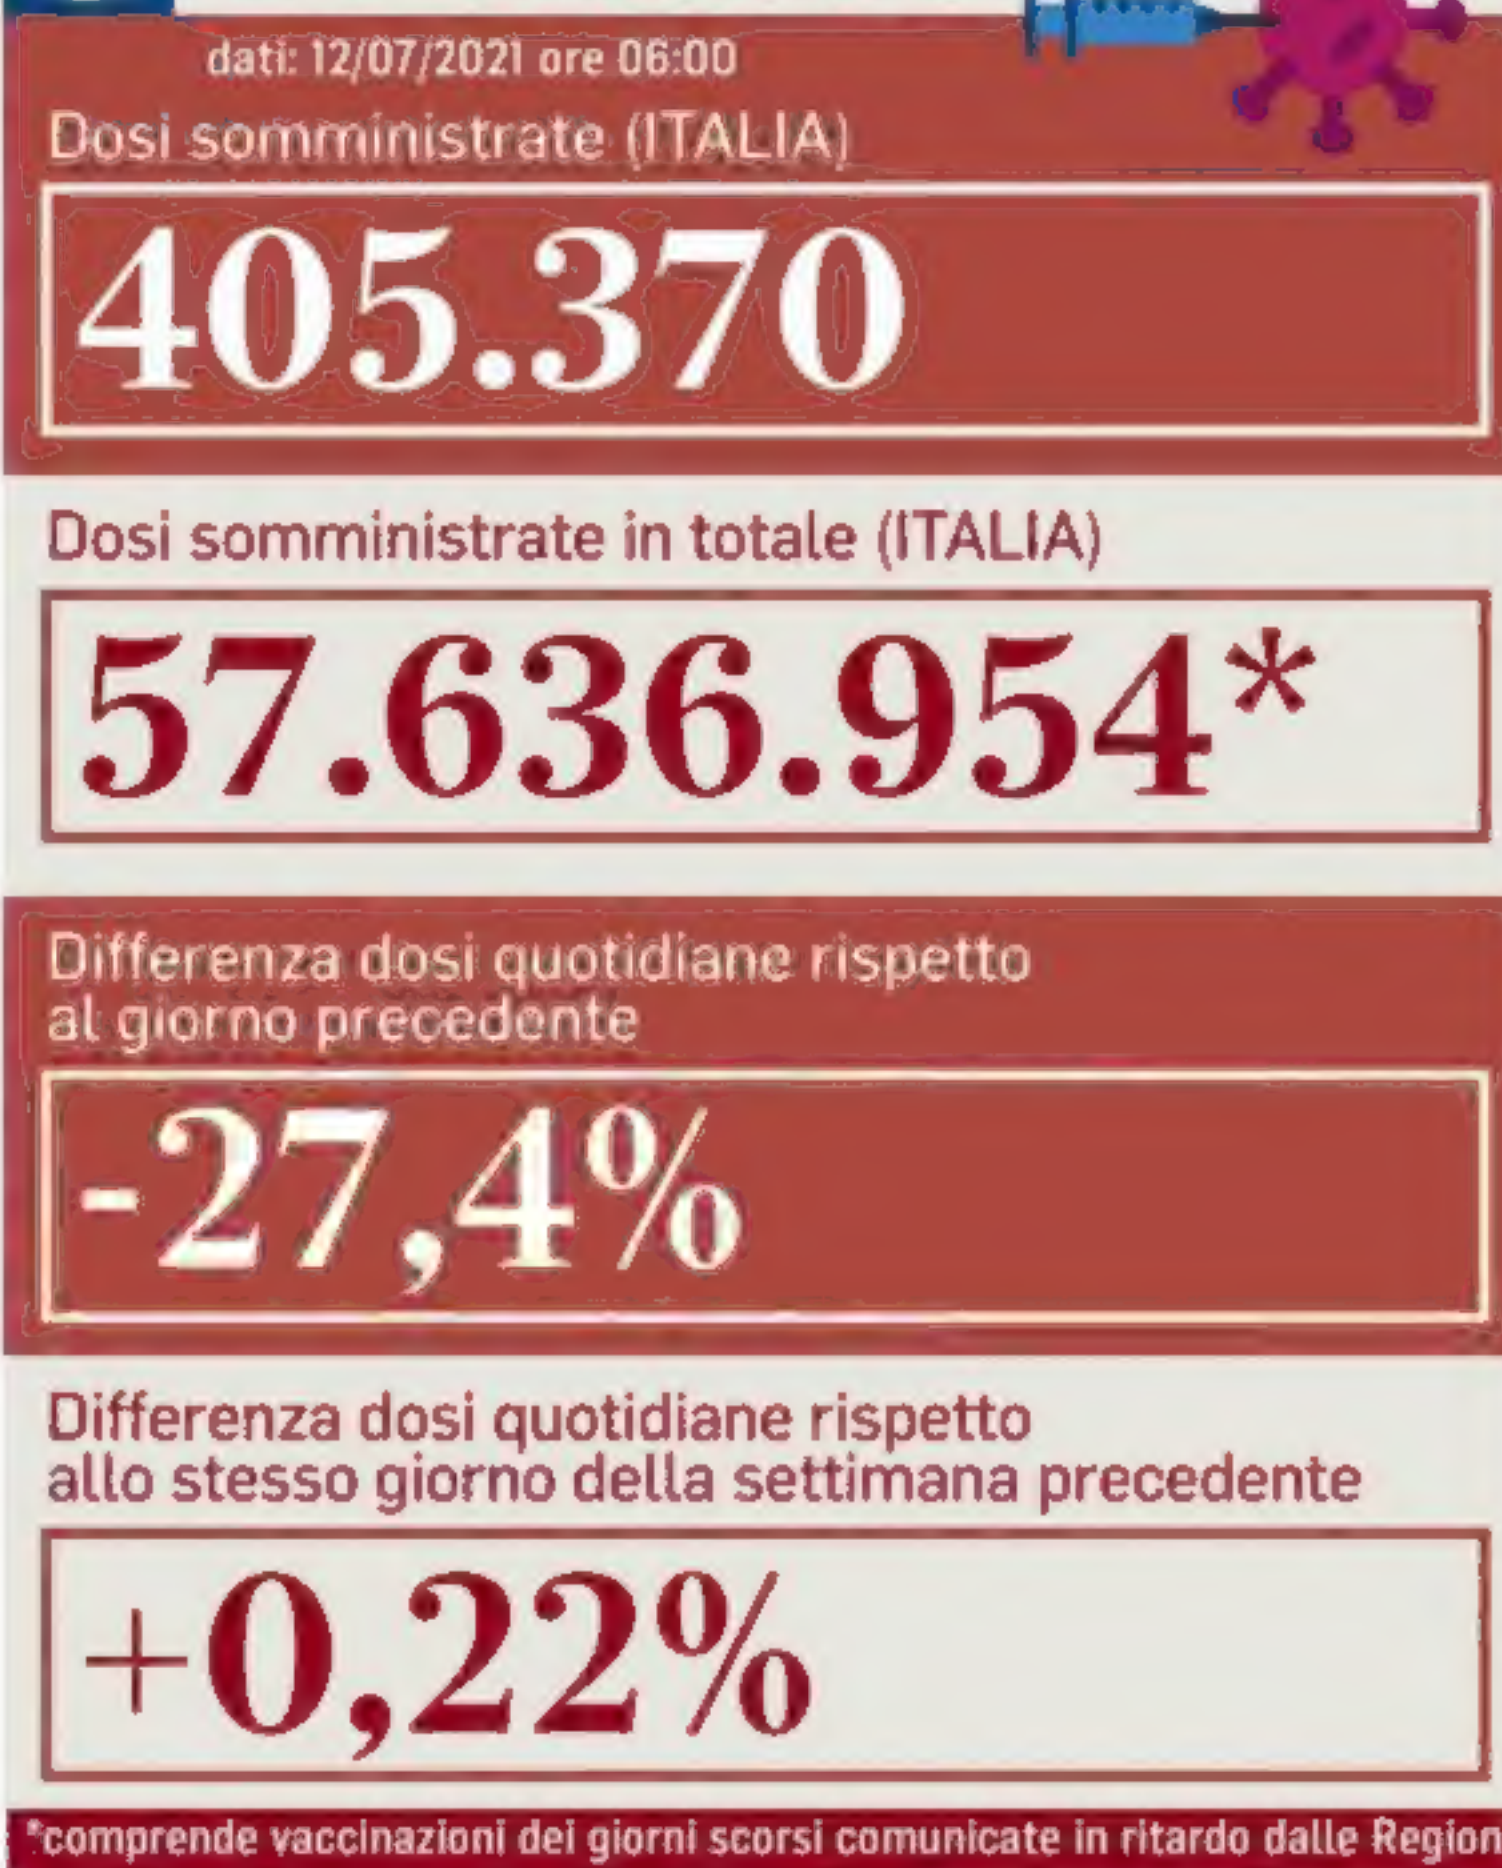 dati: 12/07/2021 ore 06:00
Dosi somministrate (ITALIA)
405.370
Dosi somministrate in totale (ITALIA)
57.636.954*
Differenza dosi quotidiane rispetto
al giorno precedente
-27,4%
Differenza dosi quotidiane rispetto
allo stesso giorno della settimana precedente
+0,22%
*comprende vaccinazioni dei giorni scorsi comunicate in ritardo dalle Region